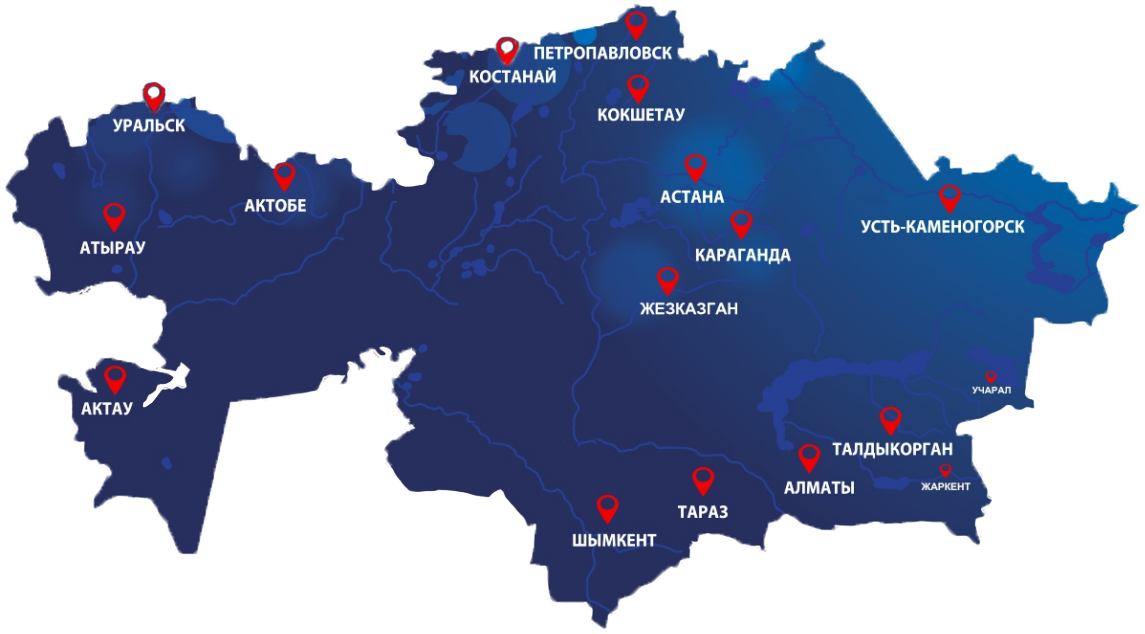 ПЕТРОПАВЛОВСК
КОСТАНАЙ
КОКШЕТАУ
УРАЛЬСК
АСТАНА
АКТОБЕ
УСТЬ-КАМЕНОГОРСК
АТЫРАУ
КАРАГАНДА
ЖЕЗКАЗГАН
УЧАРАЛ
АКТАУ
ТАЛДЫКОРГАН
АЛМАТЫ
ЖАРКЕНТ
ТАРАЗ
ШЫМКЕНТ